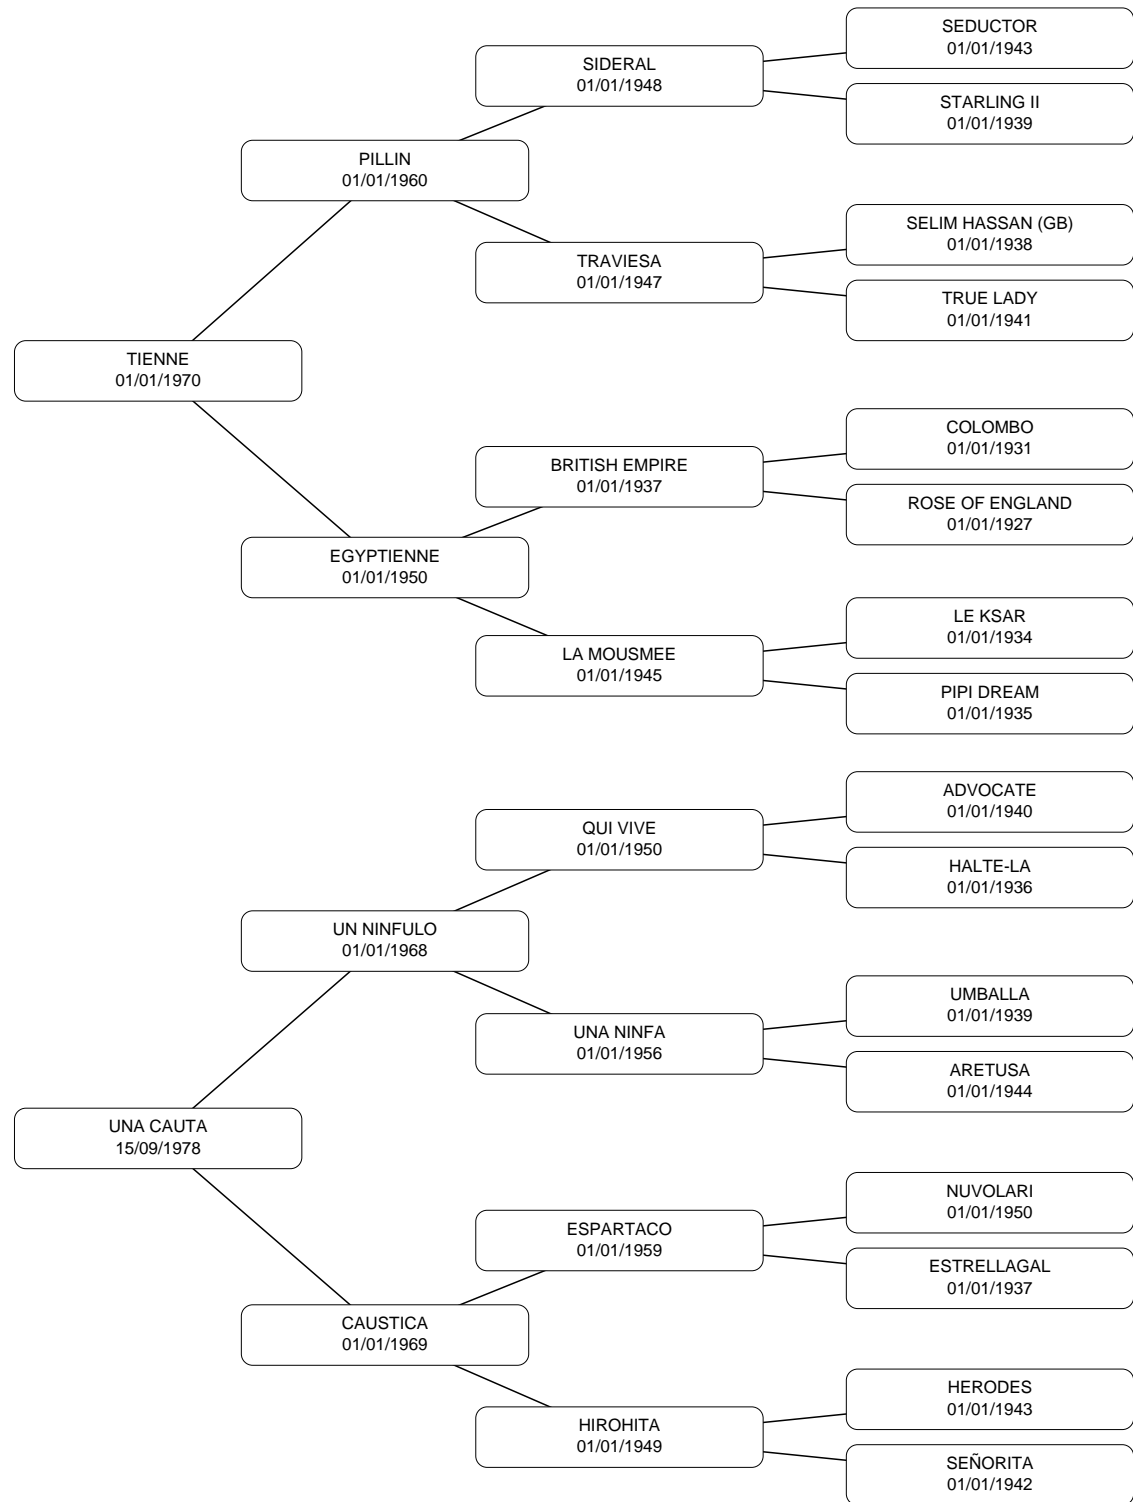 SEDUCTOR
01/01/1943
SIDERAL
01/01/1948
STARLING II
01/01/1939
PILLIN
01/01/1960
SELIM HASSAN (GB)
01/01/1938
TRAVIESA
01/01/1947
TRUE LADY
01/01/1941
TIENNE
01/01/1970
COLOMBO
01/01/1931
BRITISH EMPIRE
01/01/1937
ROSE OF ENGLAND
01/01/1927
EGYPTIENNE
01/01/1950
LE KSAR
01/01/1934
LA MOUSMEE
01/01/1945
PIPI DREAM
01/01/1935
ADVOCATE
01/01/1940
QUI VIVE
01/01/1950
HALTE-LA
01/01/1936
UN NINFULO
01/01/1968
UMBALLA
01/01/1939
UNA NINFA
01/01/1956
ARETUSA
01/01/1944
UNA CAUTA
15/09/1978
NUVOLARI
01/01/1950
ESPARTACO
01/01/1959
ESTRELLAGAL
01/01/1937
CAUSTICA
01/01/1969
HERODES
01/01/1943
HIROHITA
01/01/1949
SEÑORITA
01/01/1942